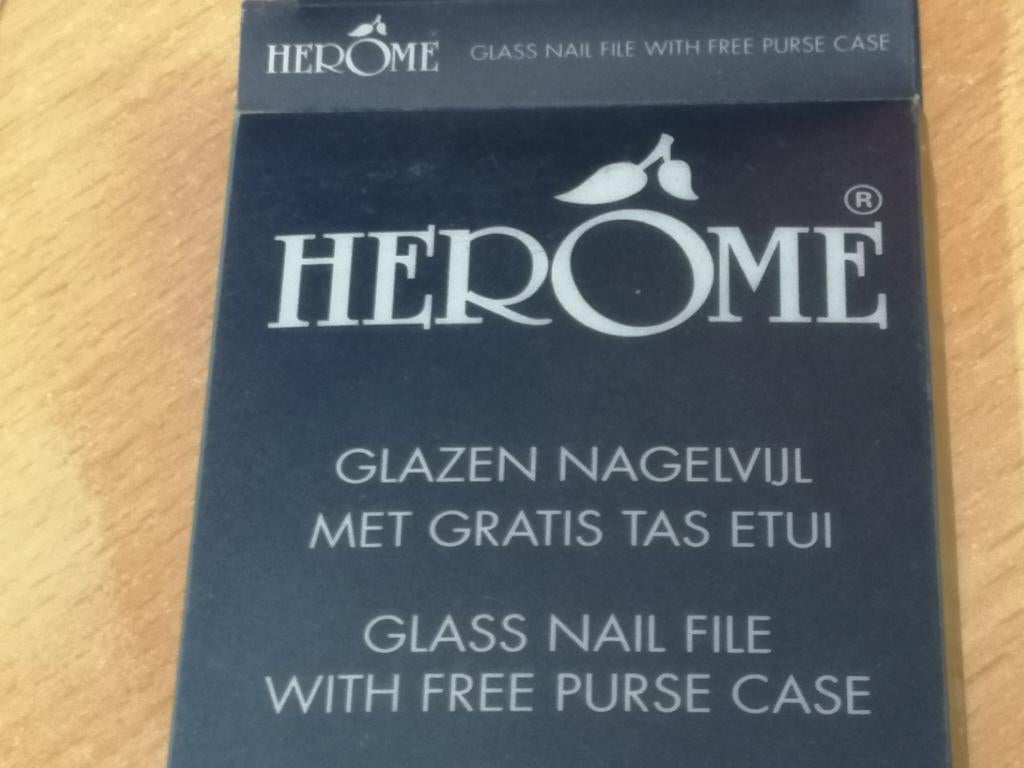 HERÔME GLASS NAIL FILE WITH FREE PURSE CASE
HERÔME®
GLAZEN NAGELVIJL
MET GRATIS TAS ETUI
GLASS NAIL FILE
WITH FREE PURSE CASE